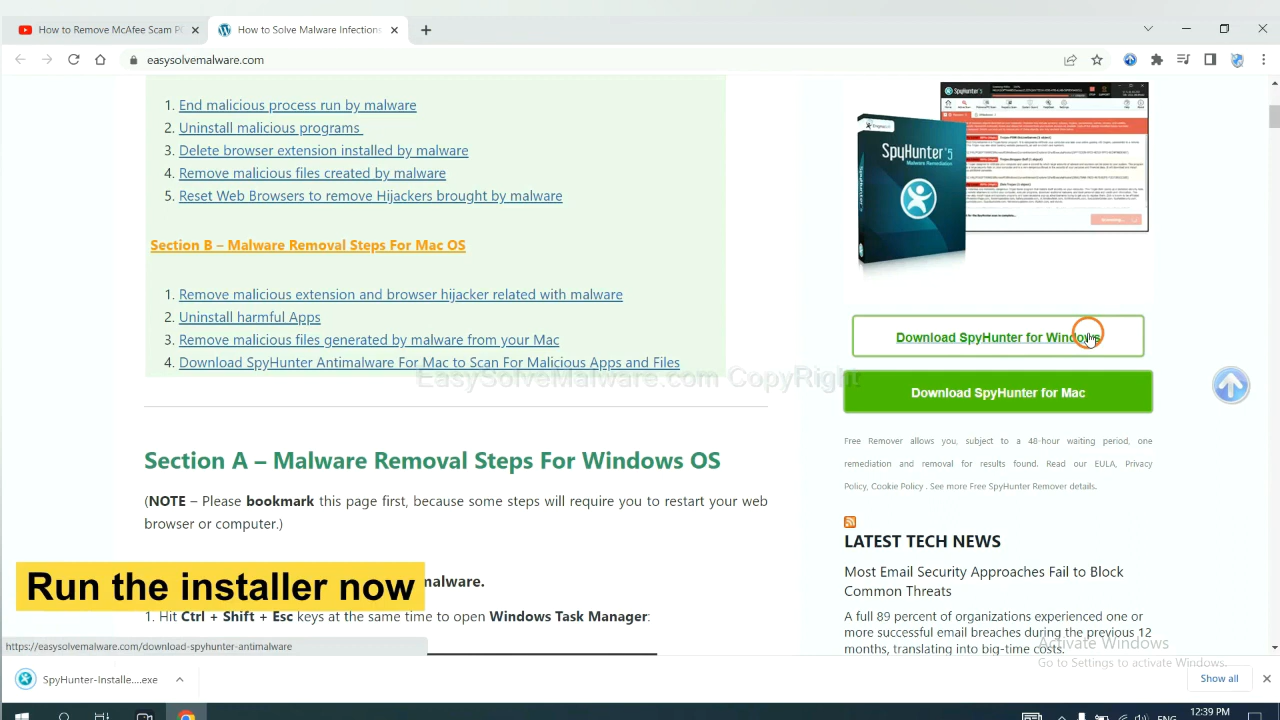 How to Remove McAfee Scam P
How to Solve Malware Infections
easysolvemalware.com
1. End malicious process run by malware
2. Uninstall malicious programs
3. Delete browser installed by malware
4. Remove malicious files created by malware
5. Reset Web brought by malware
Section B – Malware Removal Steps For Mac OS
1. Remove malicious extension and browser hijacker related with malware
2. Uninstall harmful Apps
3. Remove malicious files generated by malware from your Mac
4. Download SpyHunter Antimalware For Mac to Scan For Malicious Apps and Files
EasySolveMalware.com CopyRight
Section A – Malware Removal Steps For Windows OS
(NOTE – Please bookmark this page first, because some steps will require you to restart your web
browser or computer.)
Run the installer now
malware.
1. Hit Ctrl + Shift + Esc keys at the same time to open Windows Task Manager:
https://easysolvemalware.com/download-spyhunter-antimalware
SpyHunter 5
SpyHunter'5
Malware Remediation
Download SpyHunter for Windows
Download SpyHunter for Mac
Free Remover allows you, subject to a 48-hour waiting period, one
remediation and removal for results found. Read our EULA, Privacy
Policy, Cookie Policy . See more Free SpyHunter Remover details.
LATEST TECH NEWS
Most Email Security Approaches Fail to Block
Common Threats
A full 89 percent of organizations experienced one or
more successful email breaches during the previous 12
months, translating into big-time costs.
Activate Windows
Go to Settings to activate Windows.
SpyHunter-Installe....exe
Show all
ENG
12:39 PM